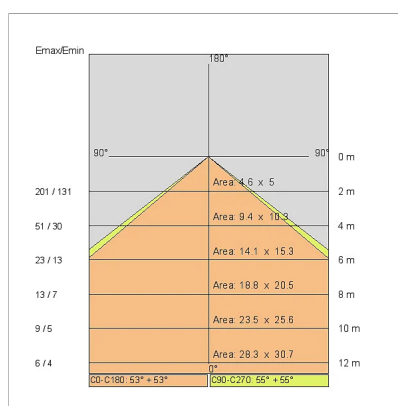 Emax/Emin
180°
90° 90° 0 m
201 / 131 Area: 4.6 x 5 2 m
51 / 30 Area: 9.4 x 10.3 4 m
23 / 13 Area: 14.1 x 15.3 6 m
13 / 7 Area: 18.8 x 20.5 8 m
9 / 5 Area: 23.5 x 25.6 10 m
6 / 4 Area: 28.3 x 30.7 12 m
0°
C0-C180: 53° + 53° C90-C270: 55° + 55°